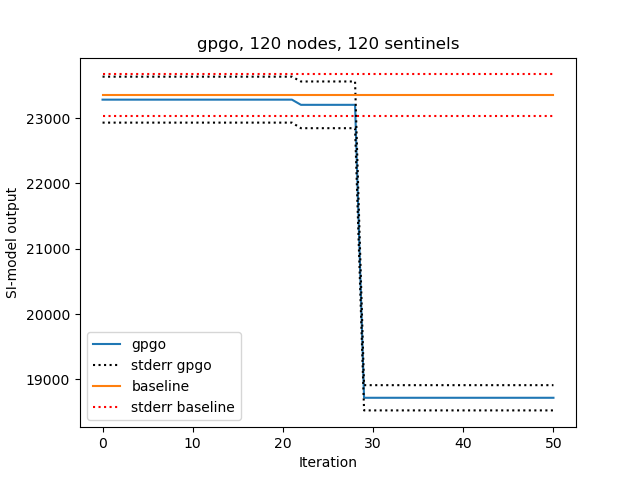 gpgo, 120 nodes, 120 sentinels
SI-model output
23000
22000
21000
20000
19000
gpgo
stderr gpgo
baseline
stderr baseline
0
10
20
30
40
50
Iteration